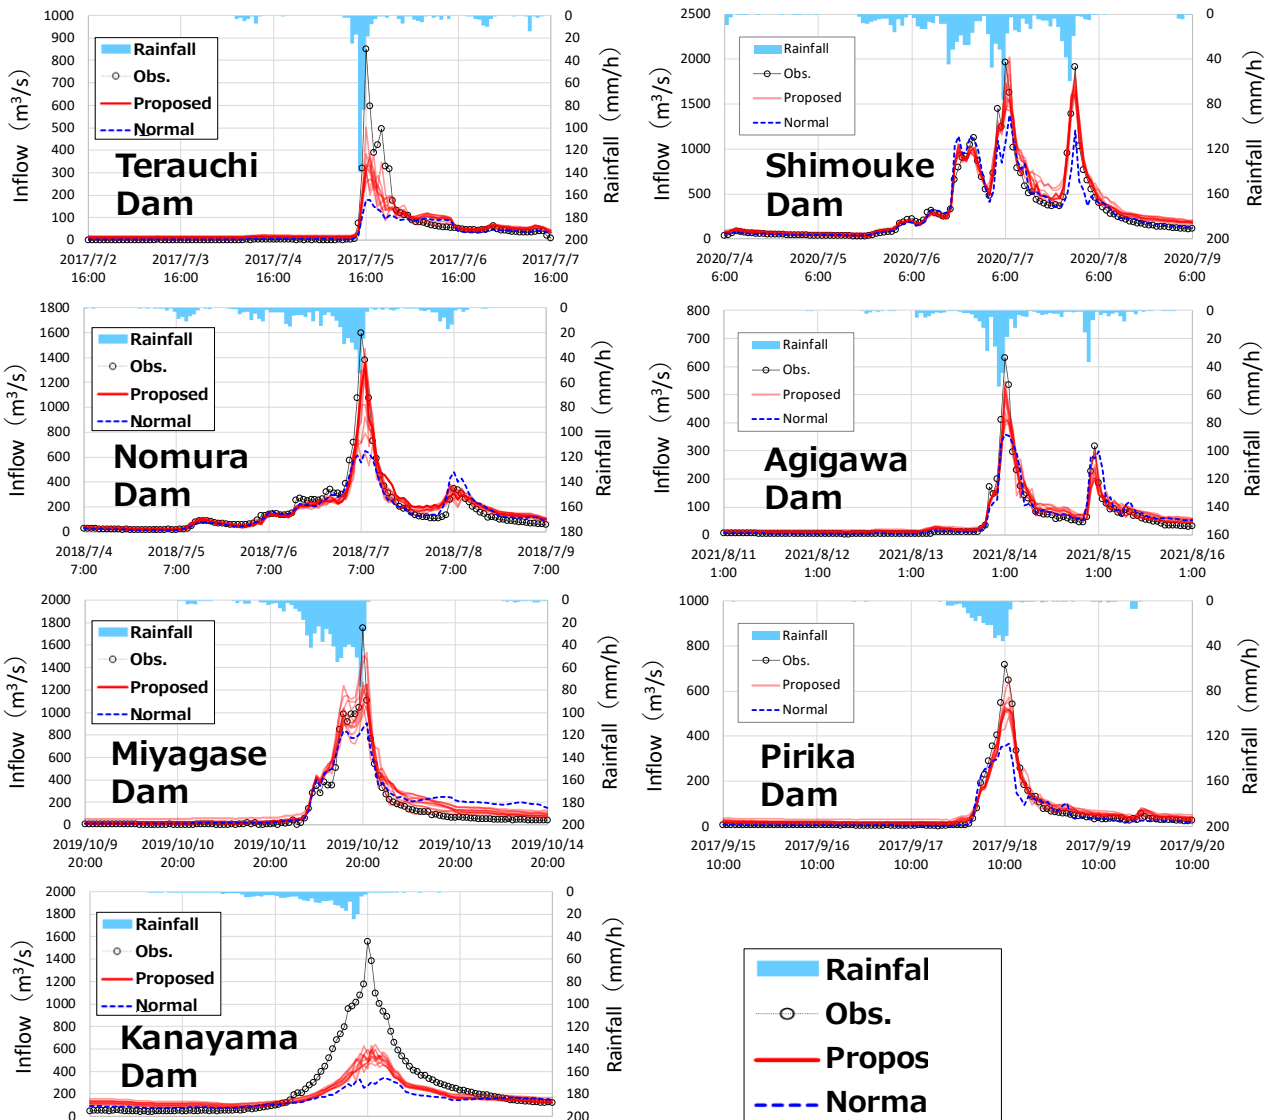 1000
900
800
700
600
500
400
300
200
100
0
Inflow（m³/s）
0
20
40
60
80
100
120
140
160
180
200
Rainfall（mm/h）
Rainfall
Obs.
Proposed
Normal
Terauchi
Dam
2017/7/2 2017/7/3 2017/7/4 2017/7/5 2017/7/6 2017/7/7
16:00 16:00 16:00 16:00 16:00 16:00
2500
2000
1500
1000
500
0
Inflow（m³/s）
0
40
80
120
160
200
Rainfall（mm/h）
Rainfall
Obs.
Proposed
Normal
Shimouke
Dam
2020/7/4 2020/7/5 2020/7/6 2020/7/7 2020/7/8 2020/7/9
6:00 6:00 6:00 6:00 6:00 6:00
1800
1600
1400
1200
1000
800
600
400
200
0
Inflow（m³/s）
0
20
40
60
80
100
120
140
160
180
Rainfall（mm/h）
Rainfall
Obs.
Proposed
Normal
Nomura
Dam
2018/7/4 2018/7/5 2018/7/6 2018/7/7 2018/7/8 2018/7/9
7:00 7:00 7:00 7:00 7:00 7:00
800
700
600
500
400
300
200
100
0
Inflow（m³/s）
0
20
40
60
80
100
120
140
160
Rainfall（mm/h）
Rainfall
Obs.
Proposed
Normal
Agigawa
Dam
2021/8/11 2021/8/12 2021/8/13 2021/8/14 2021/8/15 2021/8/16
1:00 1:00 1:00 1:00 1:00 1:00
2000
1800
1600
1400
1200
1000
800
600
400
200
0
Inflow（m³/s）
0
20
40
60
80
100
120
140
160
180
200
Rainfall（mm/h）
Rainfall
Obs.
Proposed
Normal
Miyagase
Dam
2019/10/9 2019/10/10 2019/10/11 2019/10/12 2019/10/13 2019/10/14
20:00 20:00 20:00 20:00 20:00 20:00
1000
800
600
400
200
0
Inflow（m³/s）
0
40
80
120
160
200
Rainfall（mm/h）
Rainfall
Obs.
Proposed
Normal
Pirika
Dam
2017/9/15 2017/9/16 2017/9/17 2017/9/18 2017/9/19 2017/9/20
10:00 10:00 10:00 10:00 10:00 10:00
2000
1800
1600
1400
1200
1000
800
600
400
200
0
Inflow（m³/s）
0
20
40
60
80
100
120
140
160
180
200
Rainfall（mm/h）
Rainfall
Obs.
Proposed
Normal
Kanayama
Dam
Rainfal
Obs.
Propos
Norma